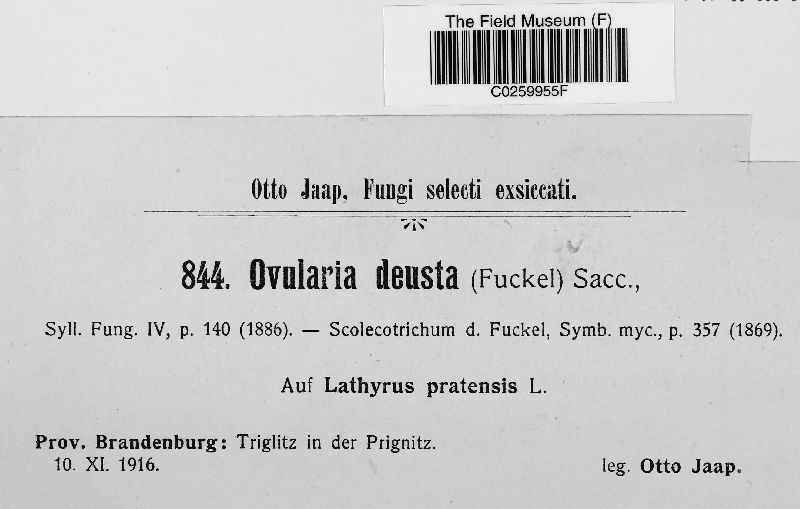 The Field Museum (F)
C0259955F
Otto Jaap, Fungi selecti exsiccati.
844. Ovularia deusta (Fuckel) Sacc.,
Syll. Fung. IV, p. 140 (1886). — Scolecotrichum d. Fuckel, Symb. myc., p. 357 (1869).
Auf Lathyrus pratensis L.
Prov. Brandenburg: Triglitz in der Prignitz.
10. XI. 1916.
leg. Otto Jaap.